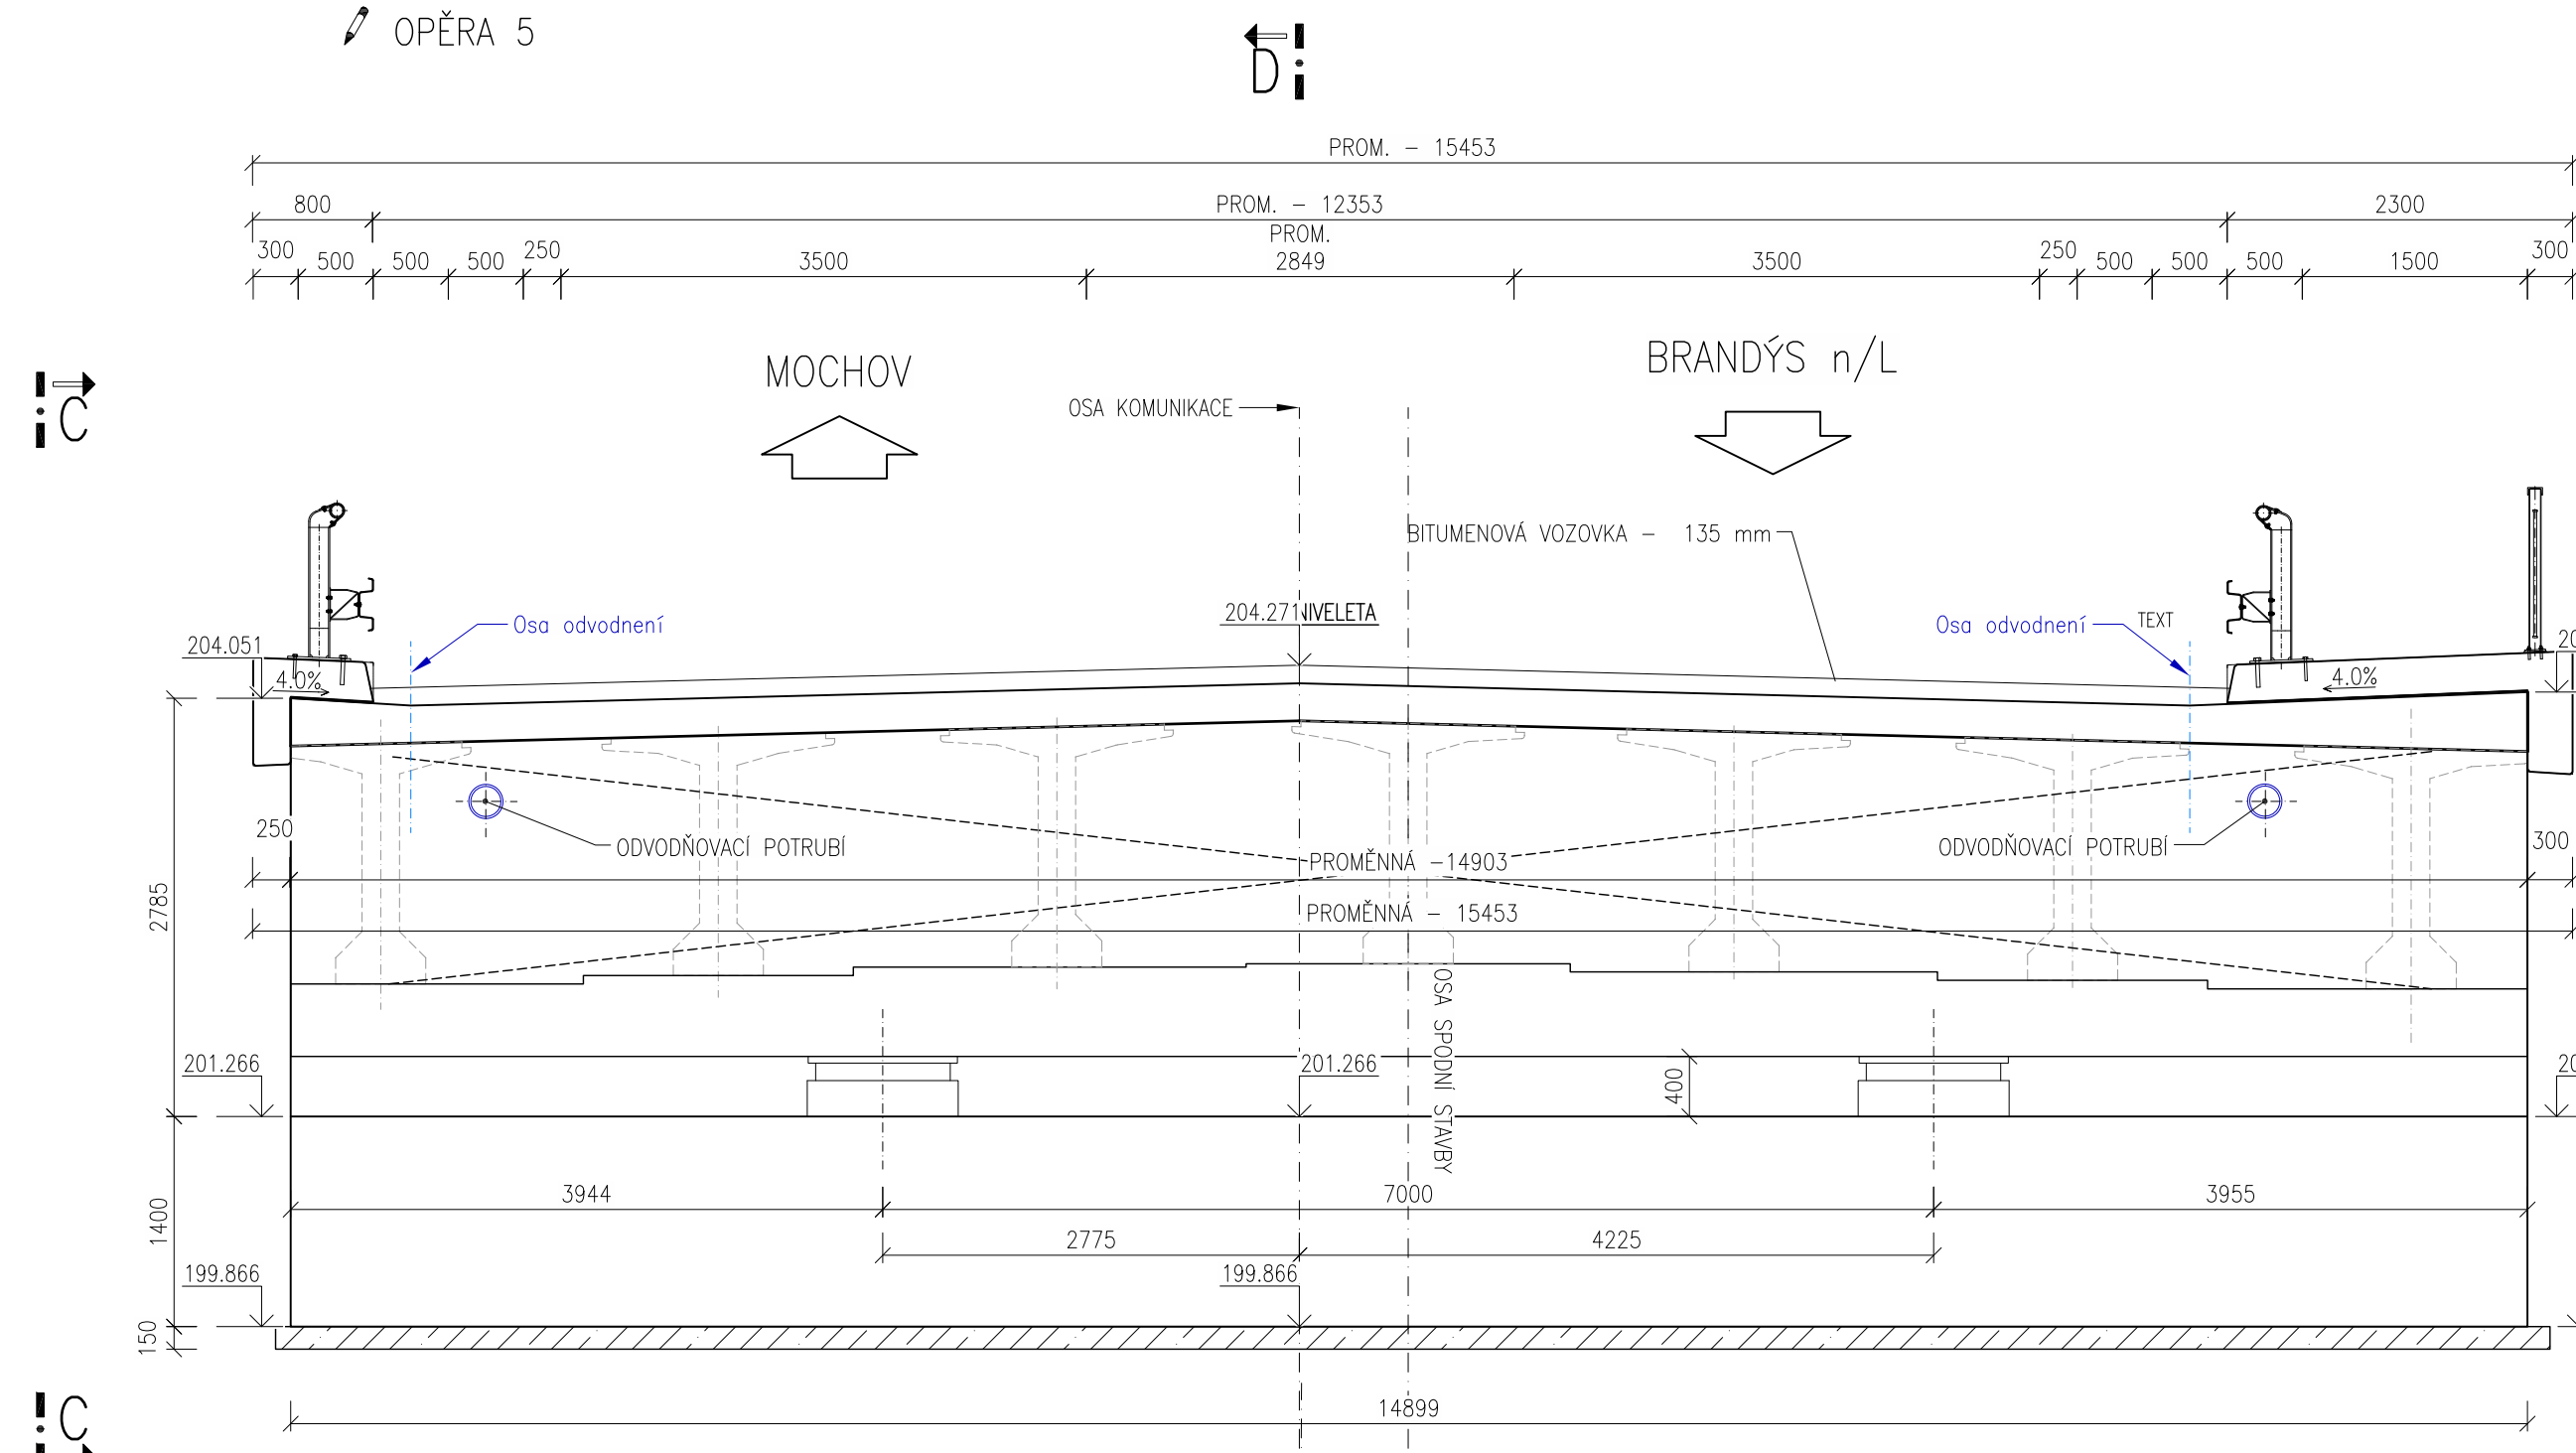 OPĚRA 5
D
PROM. - 15453
800
PROM. - 12353
2300
PROM.
300
500
500
500
250
3500
2849
3500
250
500
500
500
1500
300
MOCHOV
BRANDÝS n/L
C
OSA KOMUNIKACE
BITUMENOVÁ VOZOVKA - 135 mm
Osa odvodnení
204.271
NIVELETA
Osa odvodnení
TEXT
204.051
20
4.0%
4.0%
250
ODVODŇOVACÍ POTRUBÍ
ODVODŇOVACÍ POTRUBÍ
300
PROMĚNNÁ -14903
2785
PROMĚNNÁ - 15453
OSA SPODNÍ STAVBY
201.266
201.266
400
20
3944
7000
3955
1400
2775
4225
199.866
199.866
150
C
14899